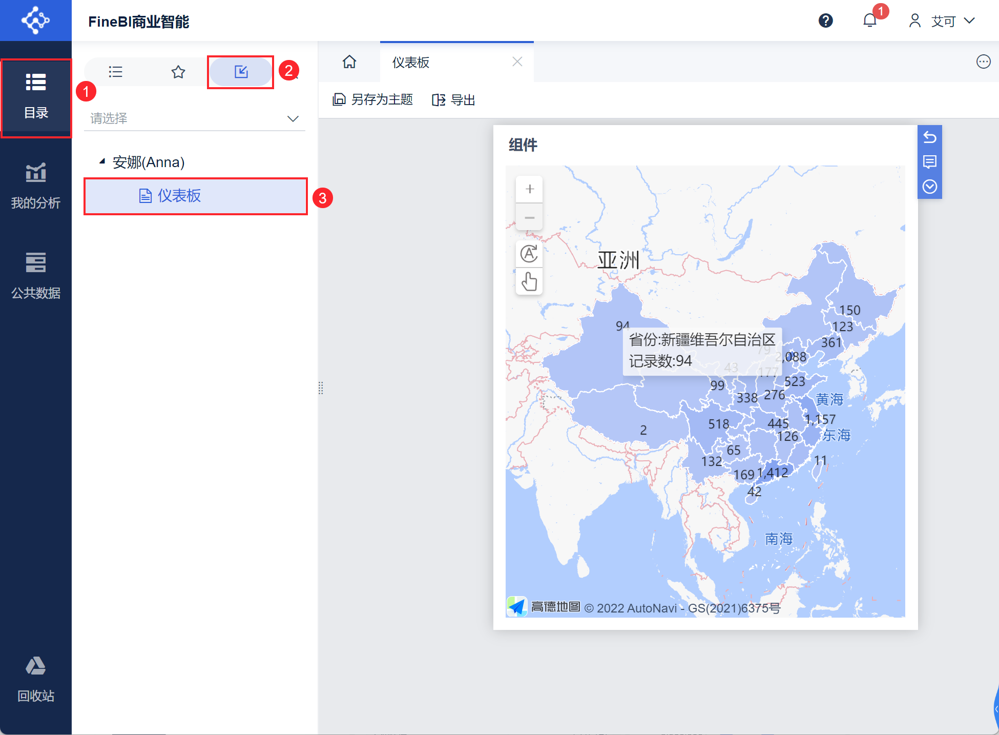 FineBI商业智能
1
艾可
目录
1
2
仪表板
另存为主题
导出
请选择
安娜(Anna)
仪表板
3
我的分析
公共数据
回收站
组件
亚洲
150
123
94
361
省份:新疆维吾尔自治区
记录数:94
79
2,088
43
177
523
99
338
276
黄海
518
445
1,157
126
东海
2
65
132
11
169
1,412
42
南海
高德地图 © 2022 AutoNavi - GS(2021)6375号